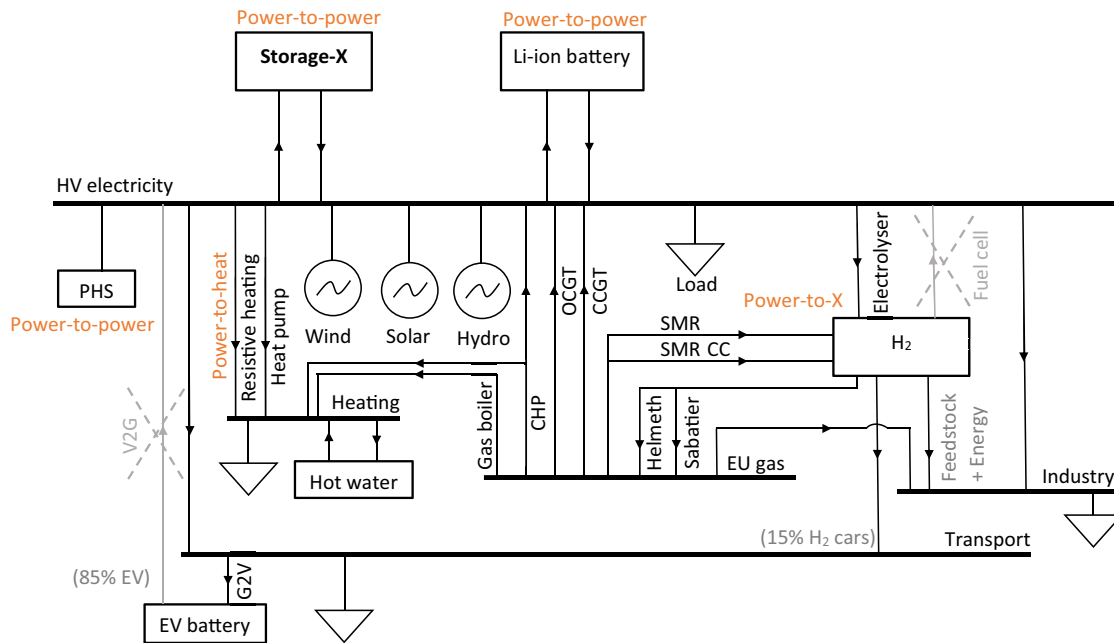 Power-to-power
Power-to-power
Storage-X
Li-ion battery
HV electricity
PHS
Power-to-power
Power-to-heat
Resistive heating
Heat pump
Wind
Solar
Hydro
OCGT
CCGT
Load
Electrolyser
Fuel cell
Power-to-X
SMR
SMR CC
H₂
V2G
Heating
Hot water
Gas boiler
CHP
Helmeth
Sabatier
EU gas
Feedstock
+ Energy
Industry
(15% H₂ cars)
Transport
(85% EV)
G2V
EV battery